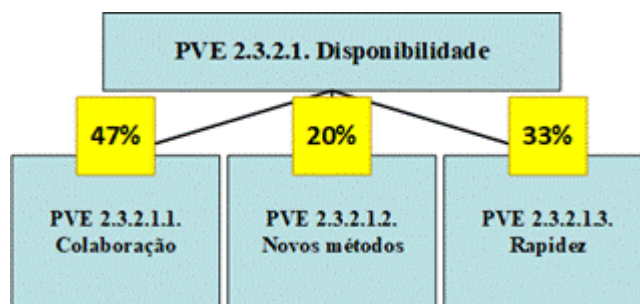 PVE 2.3.2.1. Disponibilidade
47%
20%
33%
PVE 2.3.2.1.1.
Colaboração
PVE 2.3.2.1.2.
Novos métodos
PVE 2.3.2.1.3.
Rapidez